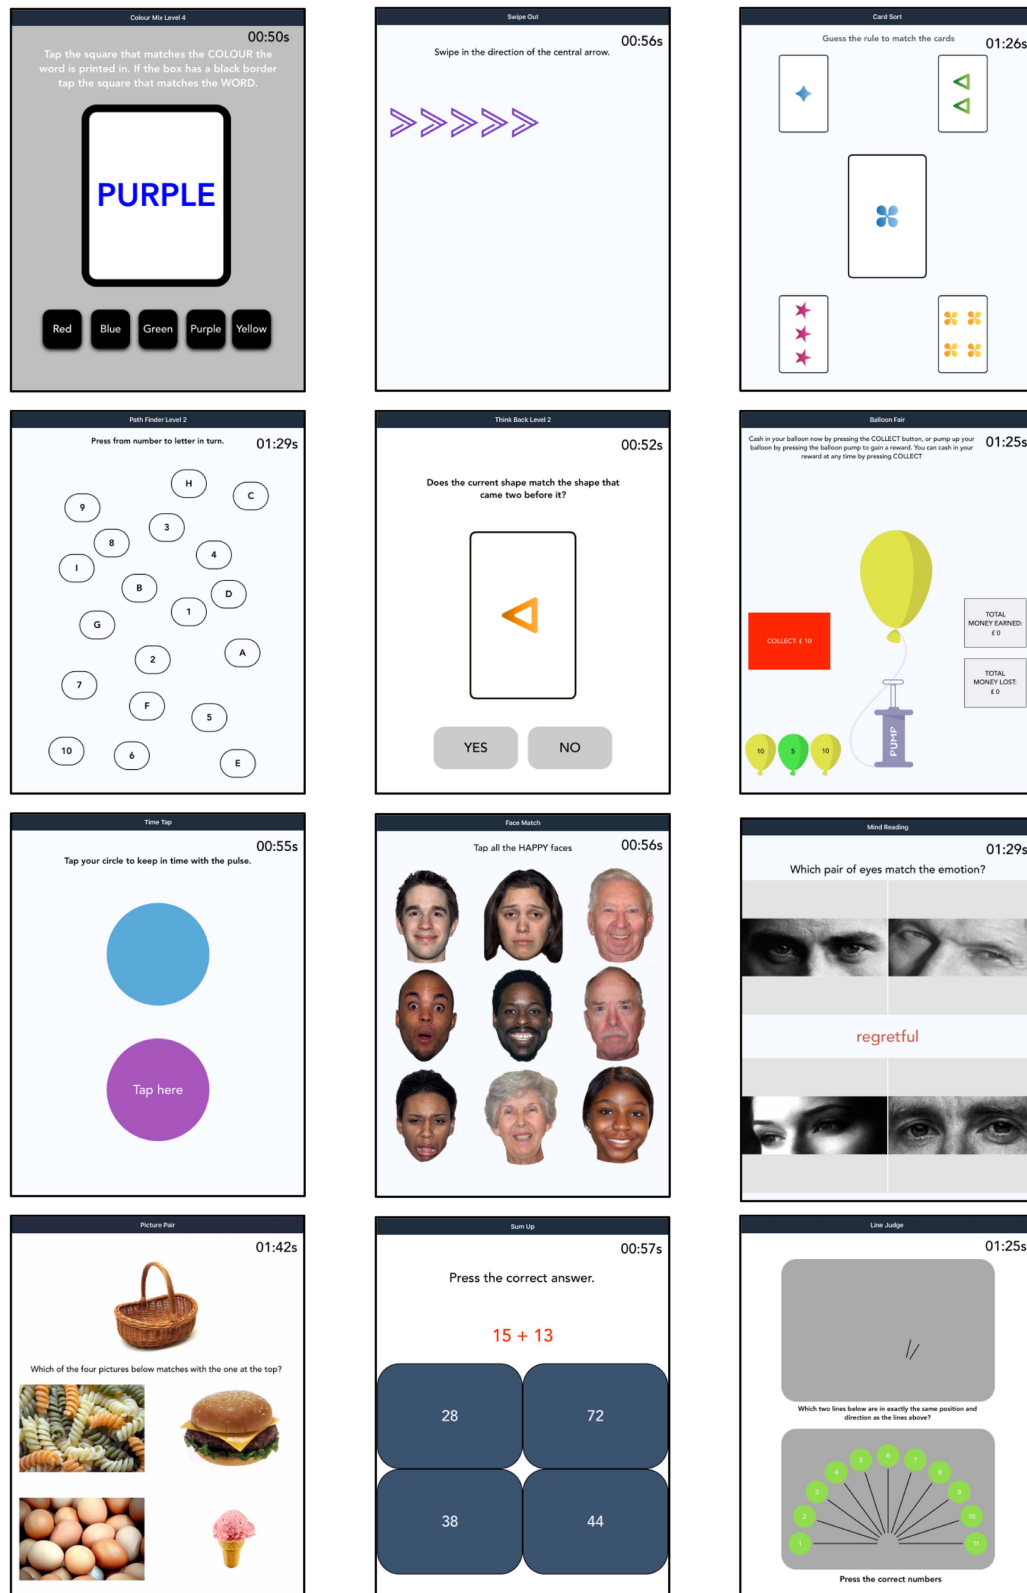 Colour Mix Level 4
00:50s
Tap the square that matches the COLOUR the
word is printed in. If the box has a black border
tap the square that matches the WORD.
PURPLE
Red Blue Green Purple Yellow
Swipe Out
00:56s
Swipe in the direction of the central arrow.
Card Sort
Guess the rule to match the cards
01:26s
Path Finder Level 2
Press from number to letter in turn.
01:29s
H
C
9
3
8
4
I
B
D
1
G
A
2
7
F
5
10
6
E
Think Back Level 2
00:52s
Does the current shape match the shape that
came two before it?
YES NO
Balloon Fair
Cash in your balloon now by pressing the COLLECT button, or pump up your
balloon by pressing the balloon pump to gain a reward. You can cash in your
reward at any time by pressing COLLECT
01:25s
COLLECT: £ 10
TOTAL
MONEY EARNED:
£ 0
TOTAL
MONEY LOST:
£ 0
PUMP
10 5 10
Time Tap
00:55s
Tap your circle to keep in time with the pulse.
Tap here
Face Match
Tap all the HAPPY faces
00:56s
Mind Reading
01:29s
Which pair of eyes match the emotion?
regretful
Picture Pair
01:42s
Which of the four pictures below matches with the one at the top?
Sum Up
00:57s
Press the correct answer.
15 + 13
28 72
38 44
Line Judge
01:25s
Which two lines below are in exactly the same position and
direction as the lines above?
1 2 3 4 5 6 7 8 9 10 11
Press the correct numbers